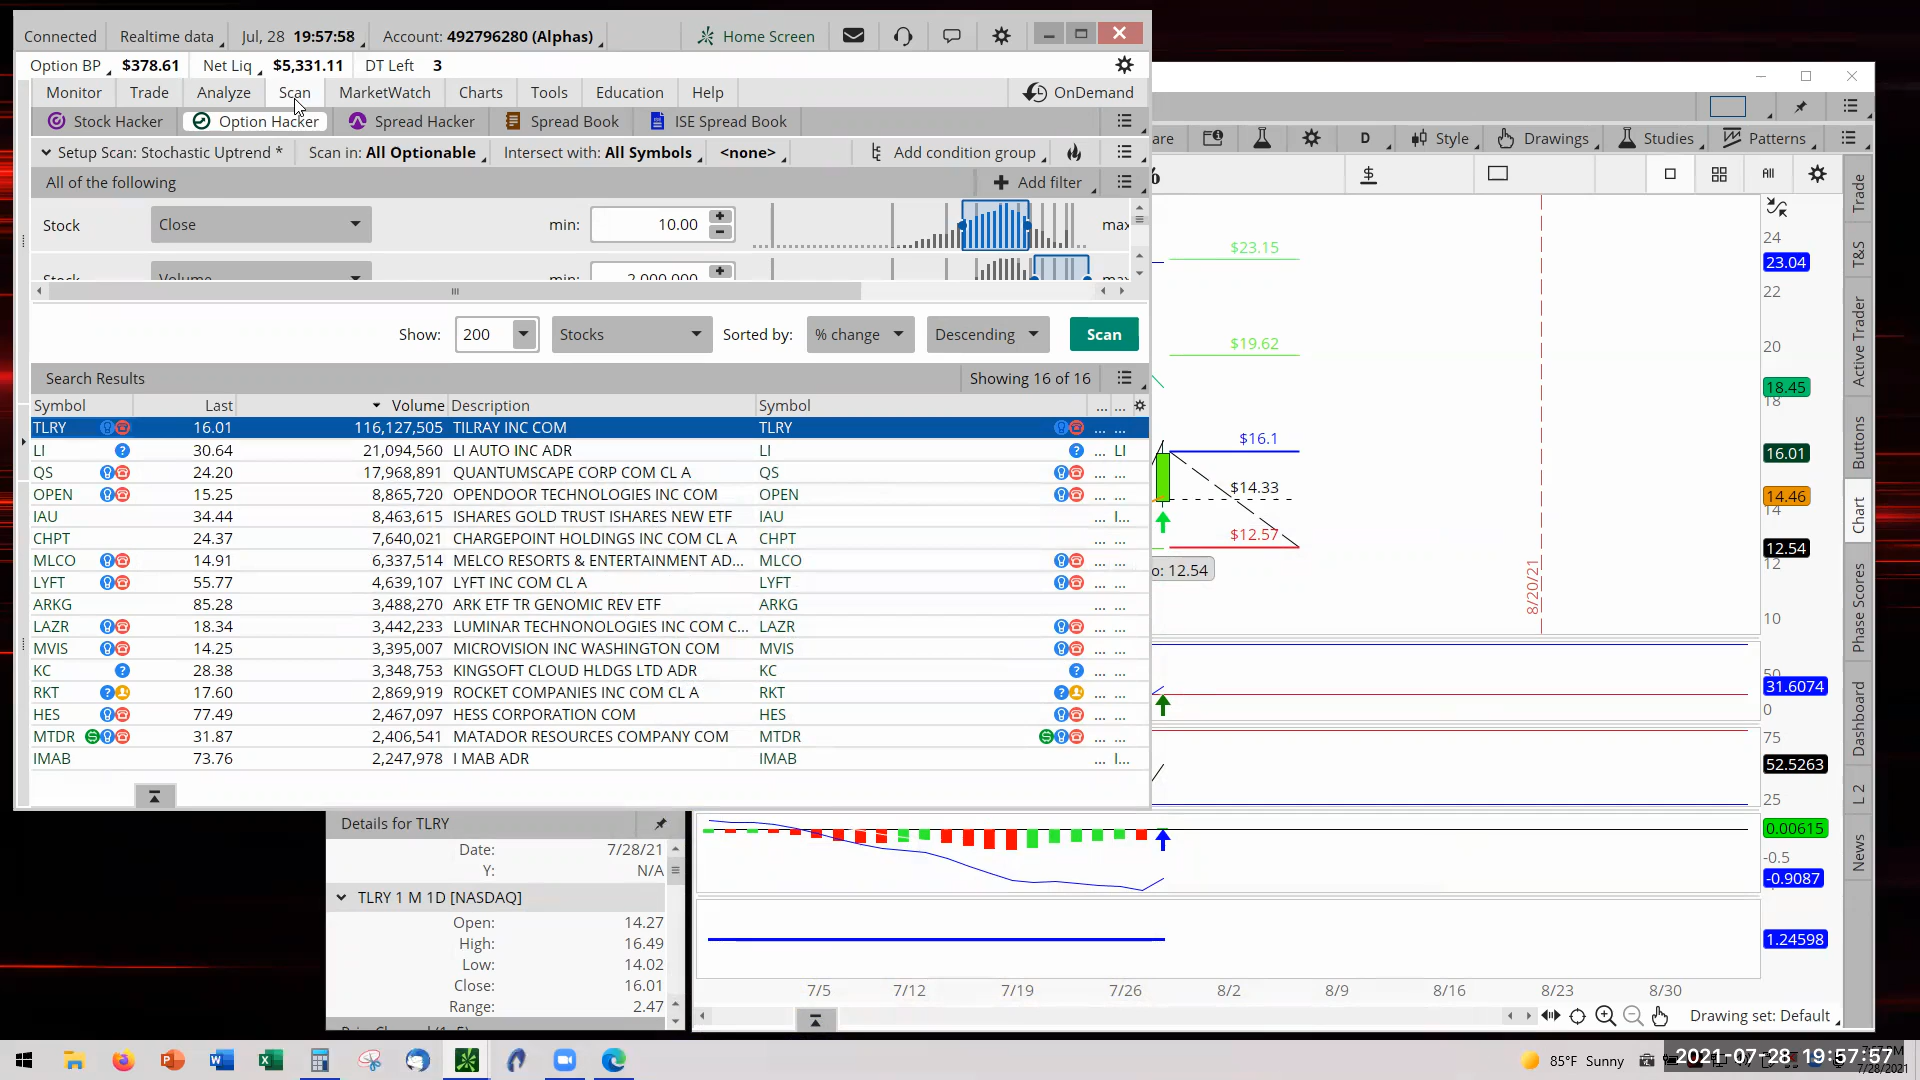 Connected Realtime data Jul, 28 19:57:58 Account: 492796280 (Alphas) Home Screen
Option BP $378.61 Net Liq $5,331.11 DT Left 3
Monitor Trade Analyze Scan MarketWatch Charts Tools Education Help OnDemand
Stock Hacker Option Hacker Spread Hacker Spread Book ISE Spread Book
Setup Scan: Stochastic Uptrend * Scan in: All Optionable Intersect with: All Symbols <none> Add condition group
All of the following Add filter
Stock Close min: 10.00 max
Stock Volume min: 2,000,000
Show: 200 Stocks Sorted by: % change Descending Scan
Search Results Showing 16 of 16
Symbol Last Volume Description Symbol ... ...
TLRY 16.01 116,127,505 TILRAY INC COM TLRY ... ...
LI 30.64 21,094,560 LI AUTO INC ADR LI ... LI
QS 24.20 17,968,891 QUANTUMSCAPE CORP COM CL A QS ... ...
OPEN 15.25 8,865,720 OPENDOOR TECHNOLOGIES INC COM OPEN ... ...
IAU 34.44 8,463,615 ISHARES GOLD TRUST ISHARES NEW ETF IAU ... I...
CHPT 24.37 7,640,021 CHARGEPOINT HOLDINGS INC COM CL A CHPT ... ...
MLCO 14.91 6,337,514 MELCO RESORTS & ENTERTAINMENT AD... MLCO ... ...
LYFT 55.77 4,639,107 LYFT INC COM CL A LYFT ... ...
ARKG 85.28 3,488,270 ARK ETF TR GENOMIC REV ETF ARKG ... ...
LAZR 18.34 3,442,233 LUMINAR TECHNONOLOGIES INC COM C... LAZR ... ...
MVIS 14.25 3,395,007 MICROVISION INC WASHINGTON COM MVIS ... ...
KC 28.38 3,348,753 KINGSOFT CLOUD HLDGS LTD ADR KC ... ...
RKT 17.60 2,869,919 ROCKET COMPANIES INC COM CL A RKT ... ...
HES 77.49 2,467,097 HESS CORPORATION COM HES ... ...
MTDR 31.87 2,406,541 MATADOR RESOURCES COMPANY COM MTDR ... ...
IMAB 73.76 2,247,978 I MAB ADR IMAB ... I...
are D Style Drawings Studies Patterns
% $ All
$23.15
$19.62
$16.1
$14.33
$12.57
o: 12.54
8/20/21
24
23.04
22
20
18.45
18
16.01
14.46
14
12.54
12
10
50
31.6074
0
75
52.5263
25
0.00615
-0.5
-0.9087
1.24598
Trade
T&S
Active Trader
Buttons
Chart
Phase Scores
Dashboard
L 2
News
Details for TLRY
Date: 7/28/21
Y: N/A
TLRY 1 M 1D [NASDAQ]
Open: 14.27
High: 16.49
Low: 14.02
Close: 16.01
Range: 2.47
7/5 7/12 7/19 7/26 8/2 8/9 8/16 8/23 8/30
Drawing set: Default
85°F Sunny
2021-07-28 19:57:57
7/28/2021